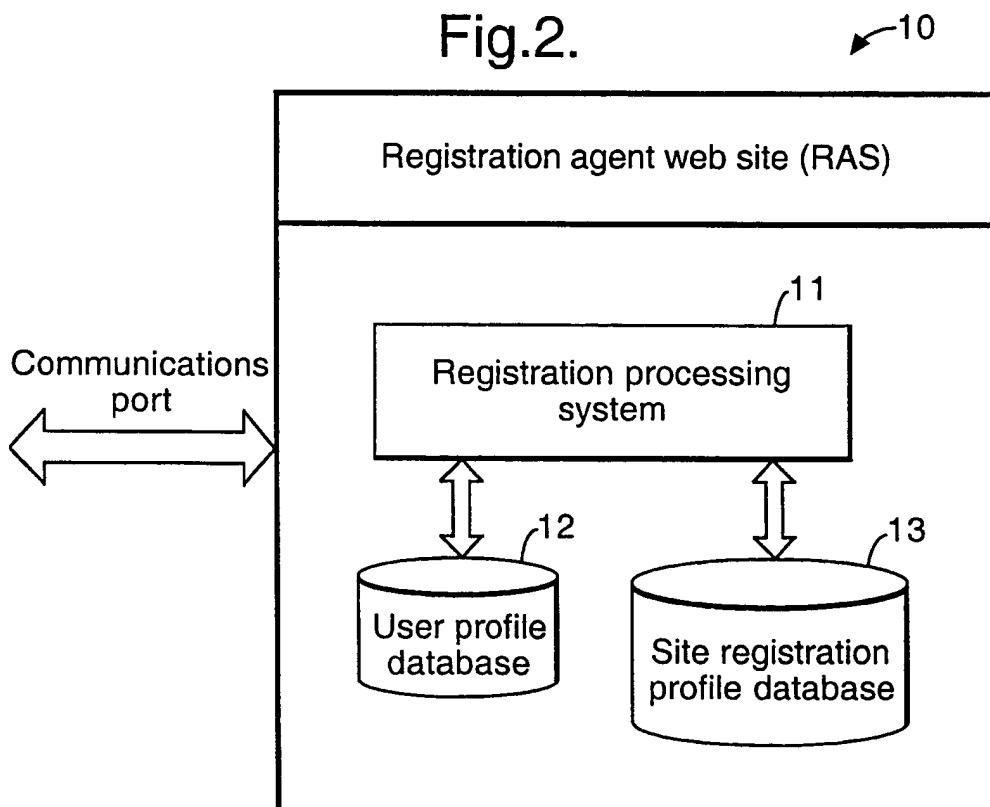 Fig.2.
10
Registration agent web site (RAS)
11
Communications
port
Registration processing
system
12
13
User profile
database
Site registration
profile database